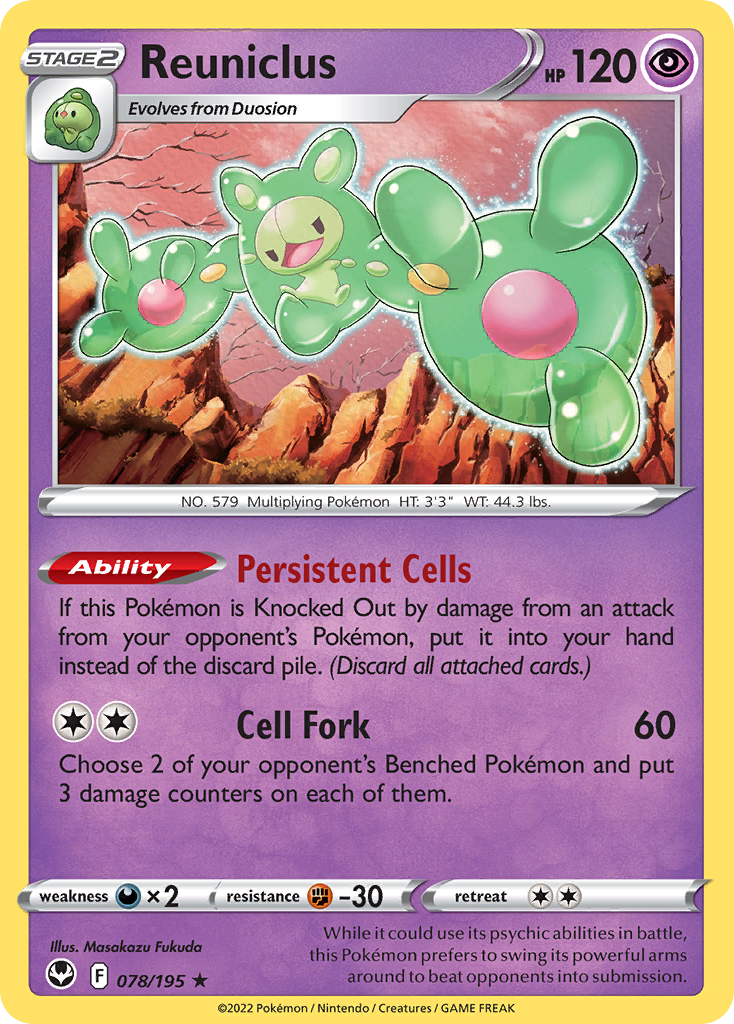 STAGE2
Reuniclus
HP 120
Evolves from Duosion
NO. 579 Multiplying Pokémon HT: 3'3" WT: 44.3 lbs.
Ability Persistent Cells
If this Pokémon is Knocked Out by damage from an attack
from your opponent's Pokémon, put it into your hand
instead of the discard pile. (Discard all attached cards.)
Cell Fork 60
Choose 2 of your opponent's Benched Pokémon and put
3 damage counters on each of them.
weakness ×2 resistance -30 retreat
Illus. Masakazu Fukuda
F 078/195 ★
While it could use its psychic abilities in battle,
this Pokémon prefers to swing its powerful arms
around to beat opponents into submission.
©2022 Pokémon / Nintendo / Creatures / GAME FREAK